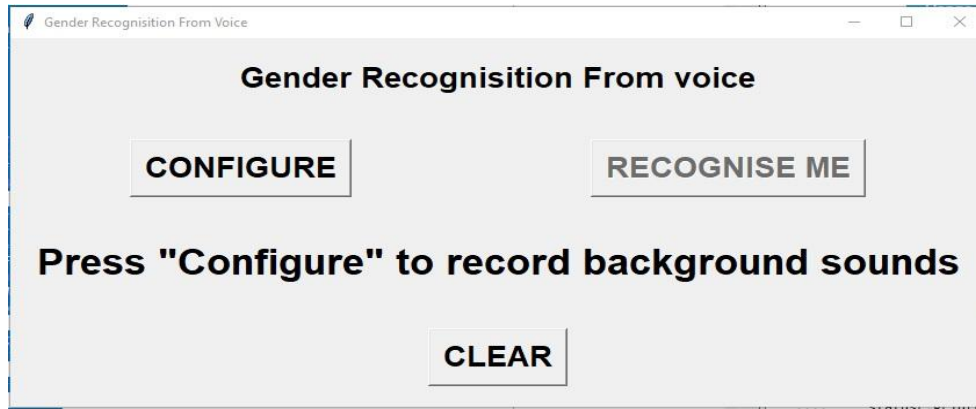 Gender Recognisition From Voice
Gender Recognisition From voice
CONFIGURE
RECOGNISE ME
Press "Configure" to record background sounds
CLEAR